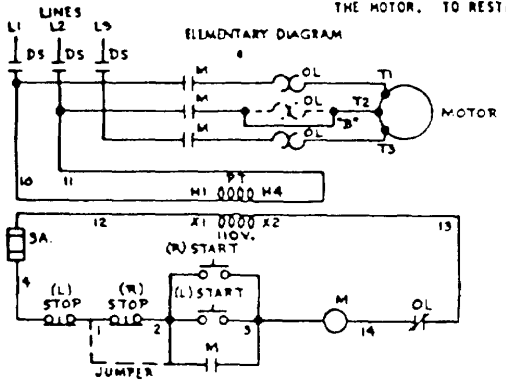 THE MOTOR. TO REST
LINES
L1 L2 L3
ELEMENTARY DIAGRAM
DS DS DS
M OL T1
M OL T2
"B" MOTOR
M OL T3
10 11 PT
H1 H4
12 X1 X2 13
110V.
3A.
(R) START
4 (L) (R) (L) START
STOP STOP M OL
1 2 3 14
M
JUMPER